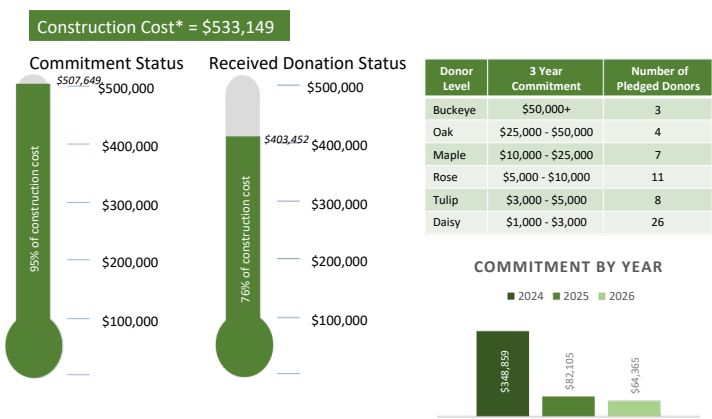 Construction Cost* = $533,149
Commitment Status
$507,649
$500,000
$400,000
$300,000
$200,000
$100,000
95% of construction cost
Received Donation Status
$500,000
$403,452
$400,000
$300,000
$200,000
$100,000
76% of construction cost
Donor Level 3 Year Commitment Number of Pledged Donors
Buckeye $50,000+ 3
Oak $25,000 - $50,000 4
Maple $10,000 - $25,000 7
Rose $5,000 - $10,000 11
Tulip $3,000 - $5,000 8
Daisy $1,000 - $3,000 26
COMMITMENT BY YEAR
2024 2025 2026
$348,859
$82,105
$64,365